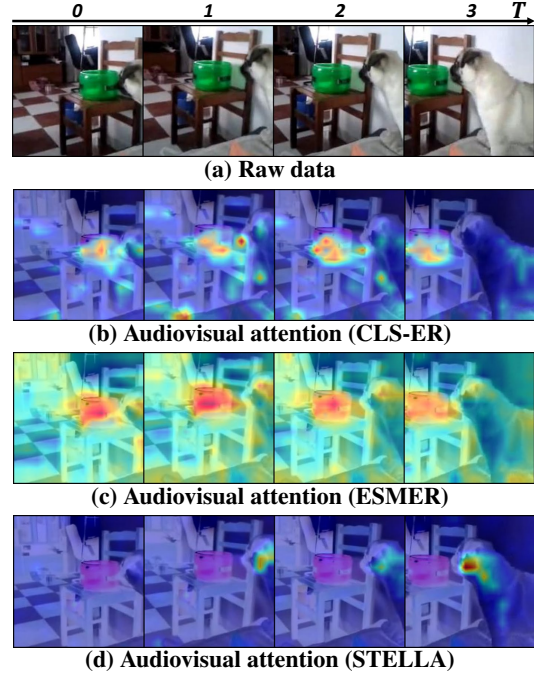 0 1 2 3 T
(a) Raw data
(b) Audiovisual attention (CLS-ER)
(c) Audiovisual attention (ESMER)
(d) Audiovisual attention (STELLA)